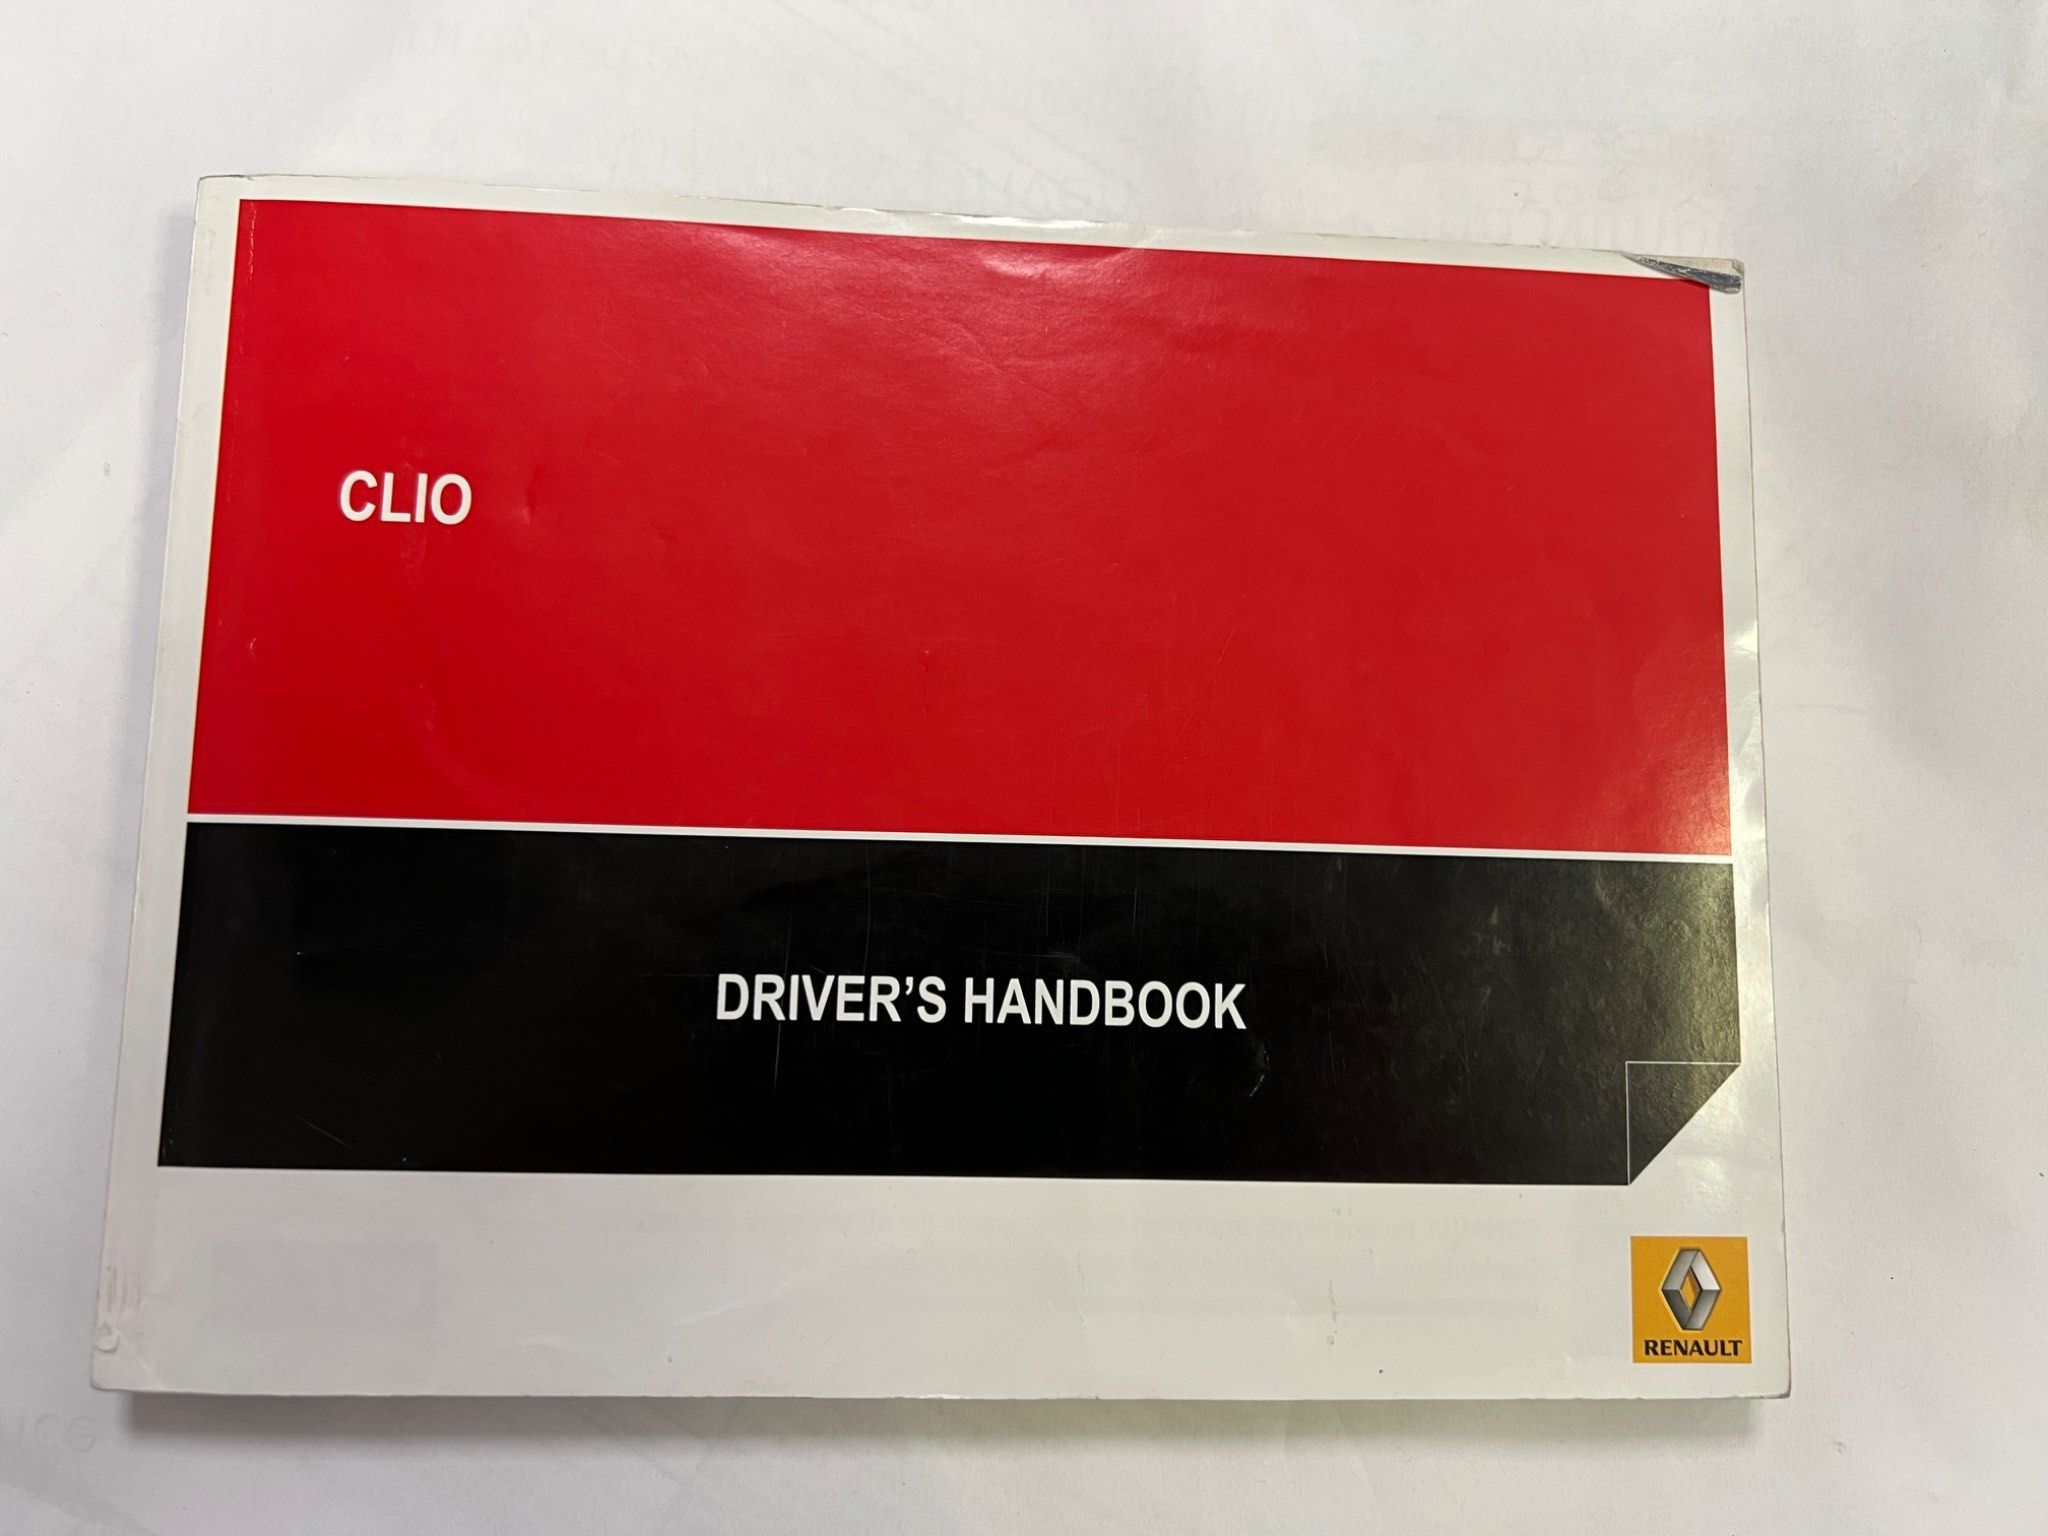 CLIO
DRIVER'S HANDBOOK
RENAULT